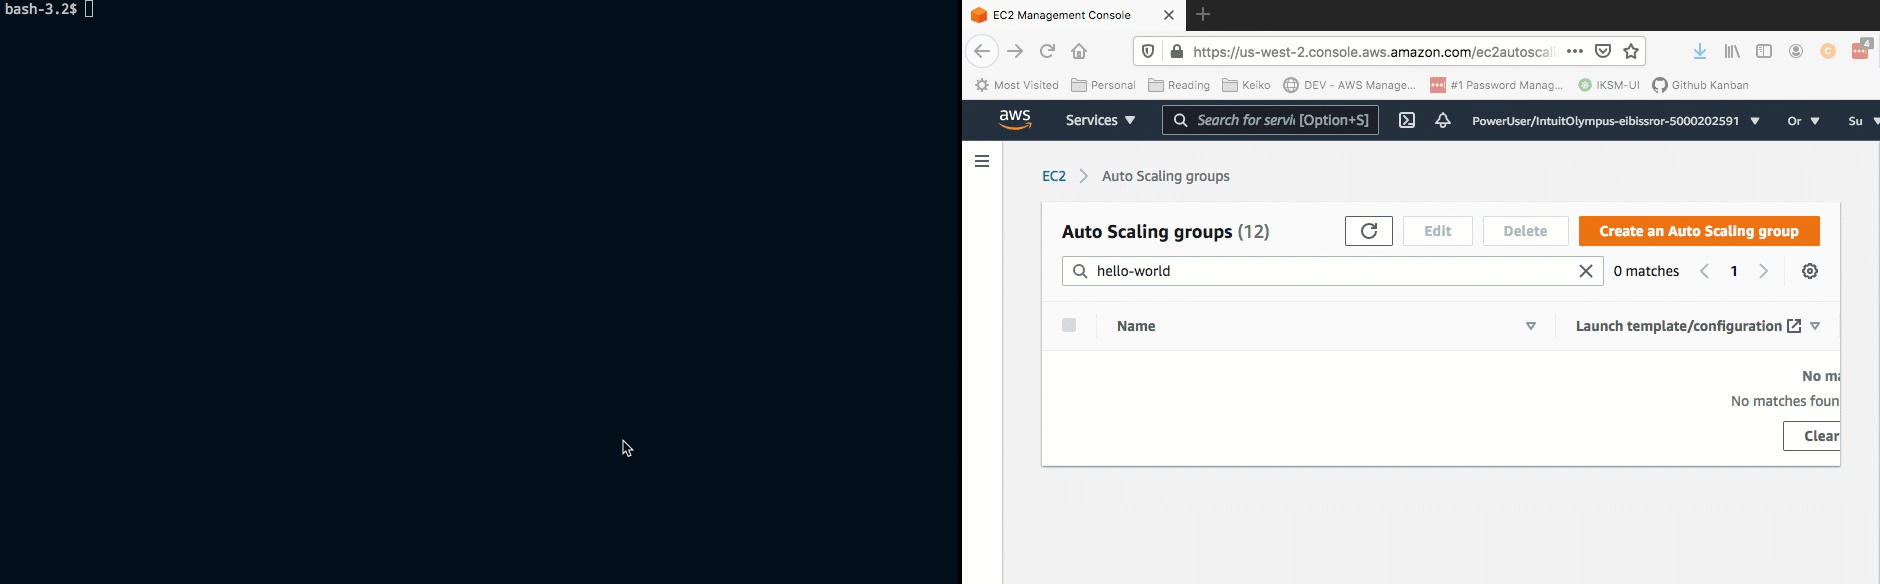 bash-3.2$
EC2 Management Console
https://us-west-2.console.aws.amazon.com/ec2autoscali
4
Most Visited Personal Reading Keiko DEV - AWS Manage... #1 Password Manag... IKSM-UI Github Kanban
aws Services Search for servi [Option+S] PowerUser/IntuitOlympus-eibissror-5000202591 Or Su
EC2 > Auto Scaling groups
Auto Scaling groups (12) Edit Delete Create an Auto Scaling group
hello-world 0 matches 1
Name Launch template/configuration
No ma
No matches foun
Clear